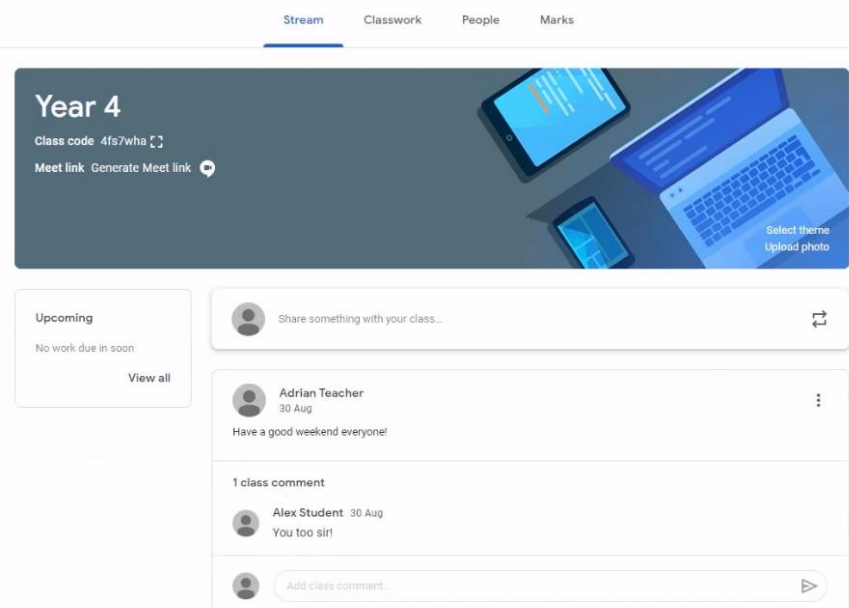 Stream Classwork People Marks
Year 4
Class code 4fs7wha
Meet link Generate Meet link
Select theme
Upload photo
Upcoming
No work due in soon
View all
Share something with your class...
Adrian Teacher
30 Aug
Have a good weekend everyone!
1 class comment
Alex Student 30 Aug
You too sir!
Add class comment...